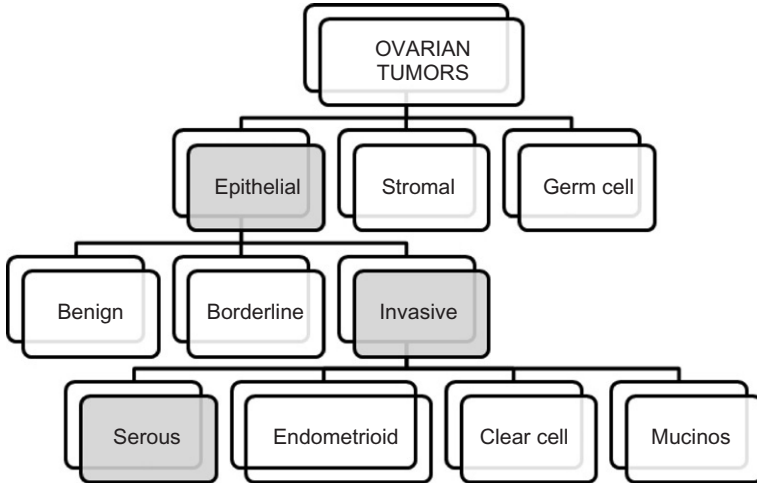 OVARIAN
TUMORS
Epithelial
Stromal
Germ cell
Benign
Borderline
Invasive
Serous
Endometrioid
Clear cell
Mucinos